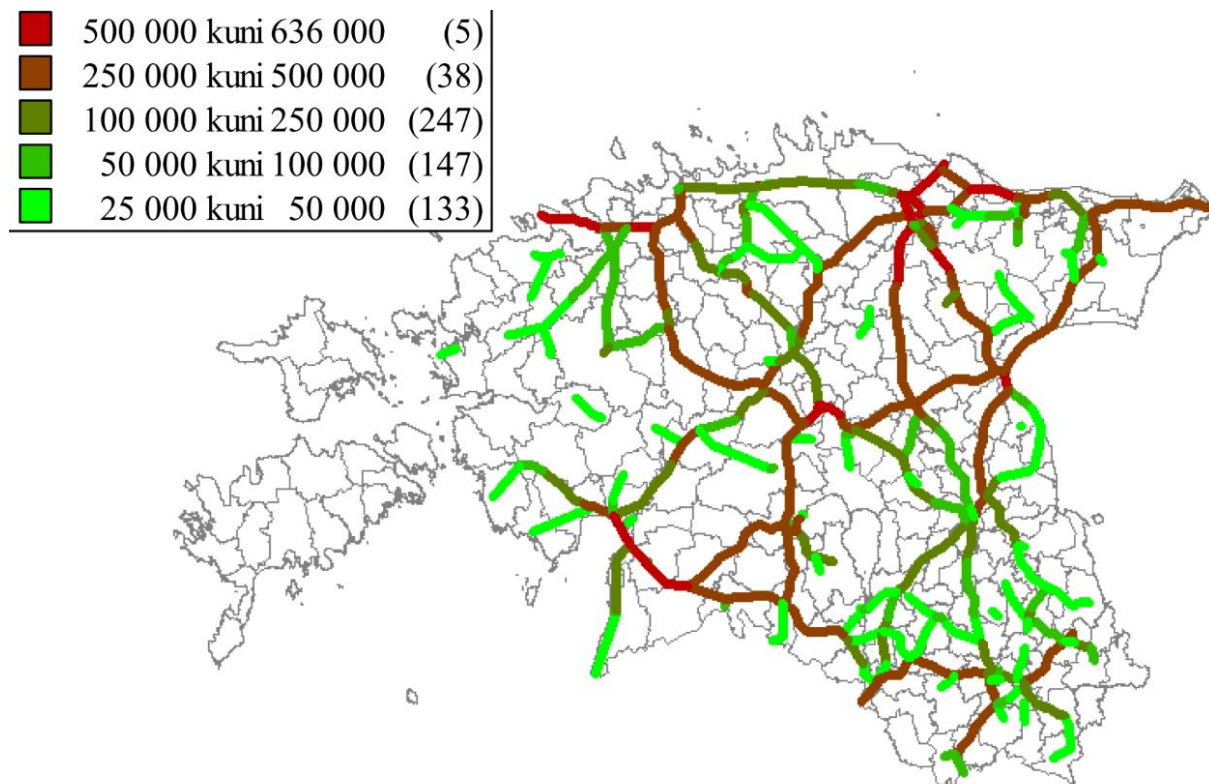 500 000 kuni 636 000 (5)
250 000 kuni 500 000 (38)
100 000 kuni 250 000 (247)
50 000 kuni 100 000 (147)
25 000 kuni 50 000 (133)